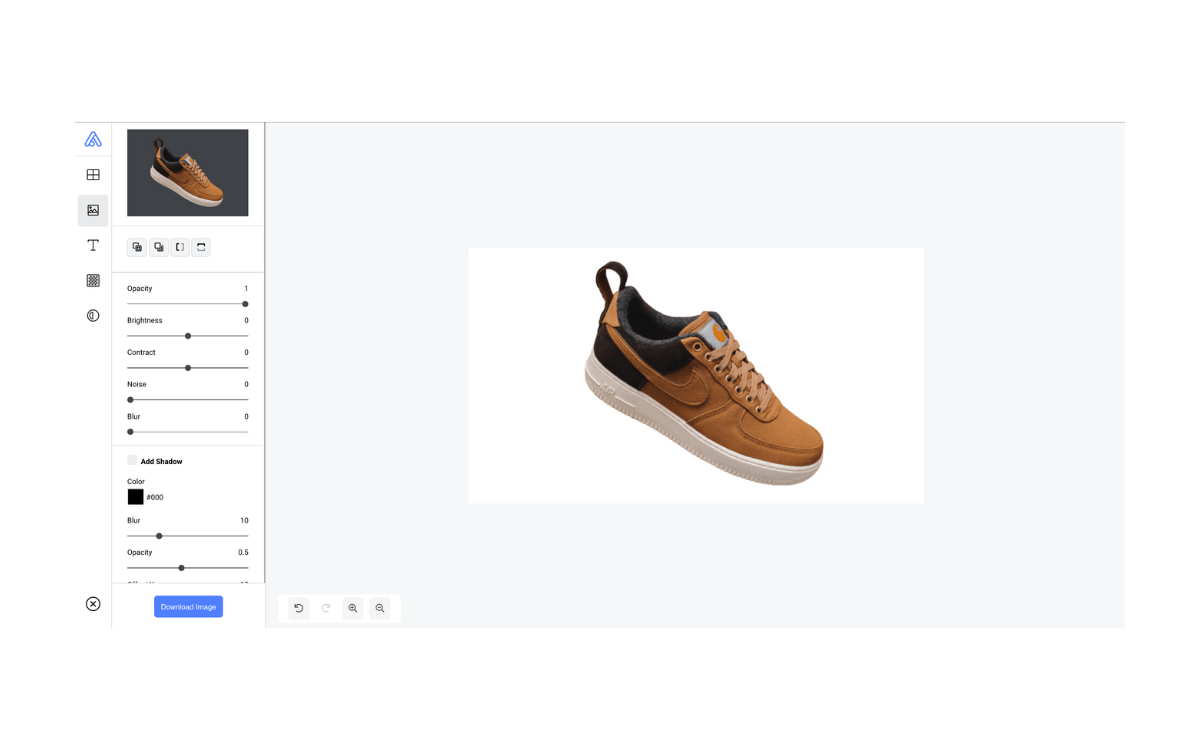 Opacity 1
Brightness 0
Contract 0
Noise 0
Blur 0
Add Shadow
Color
#000
Blur 10
Opacity 0.5
Download Image
AIR